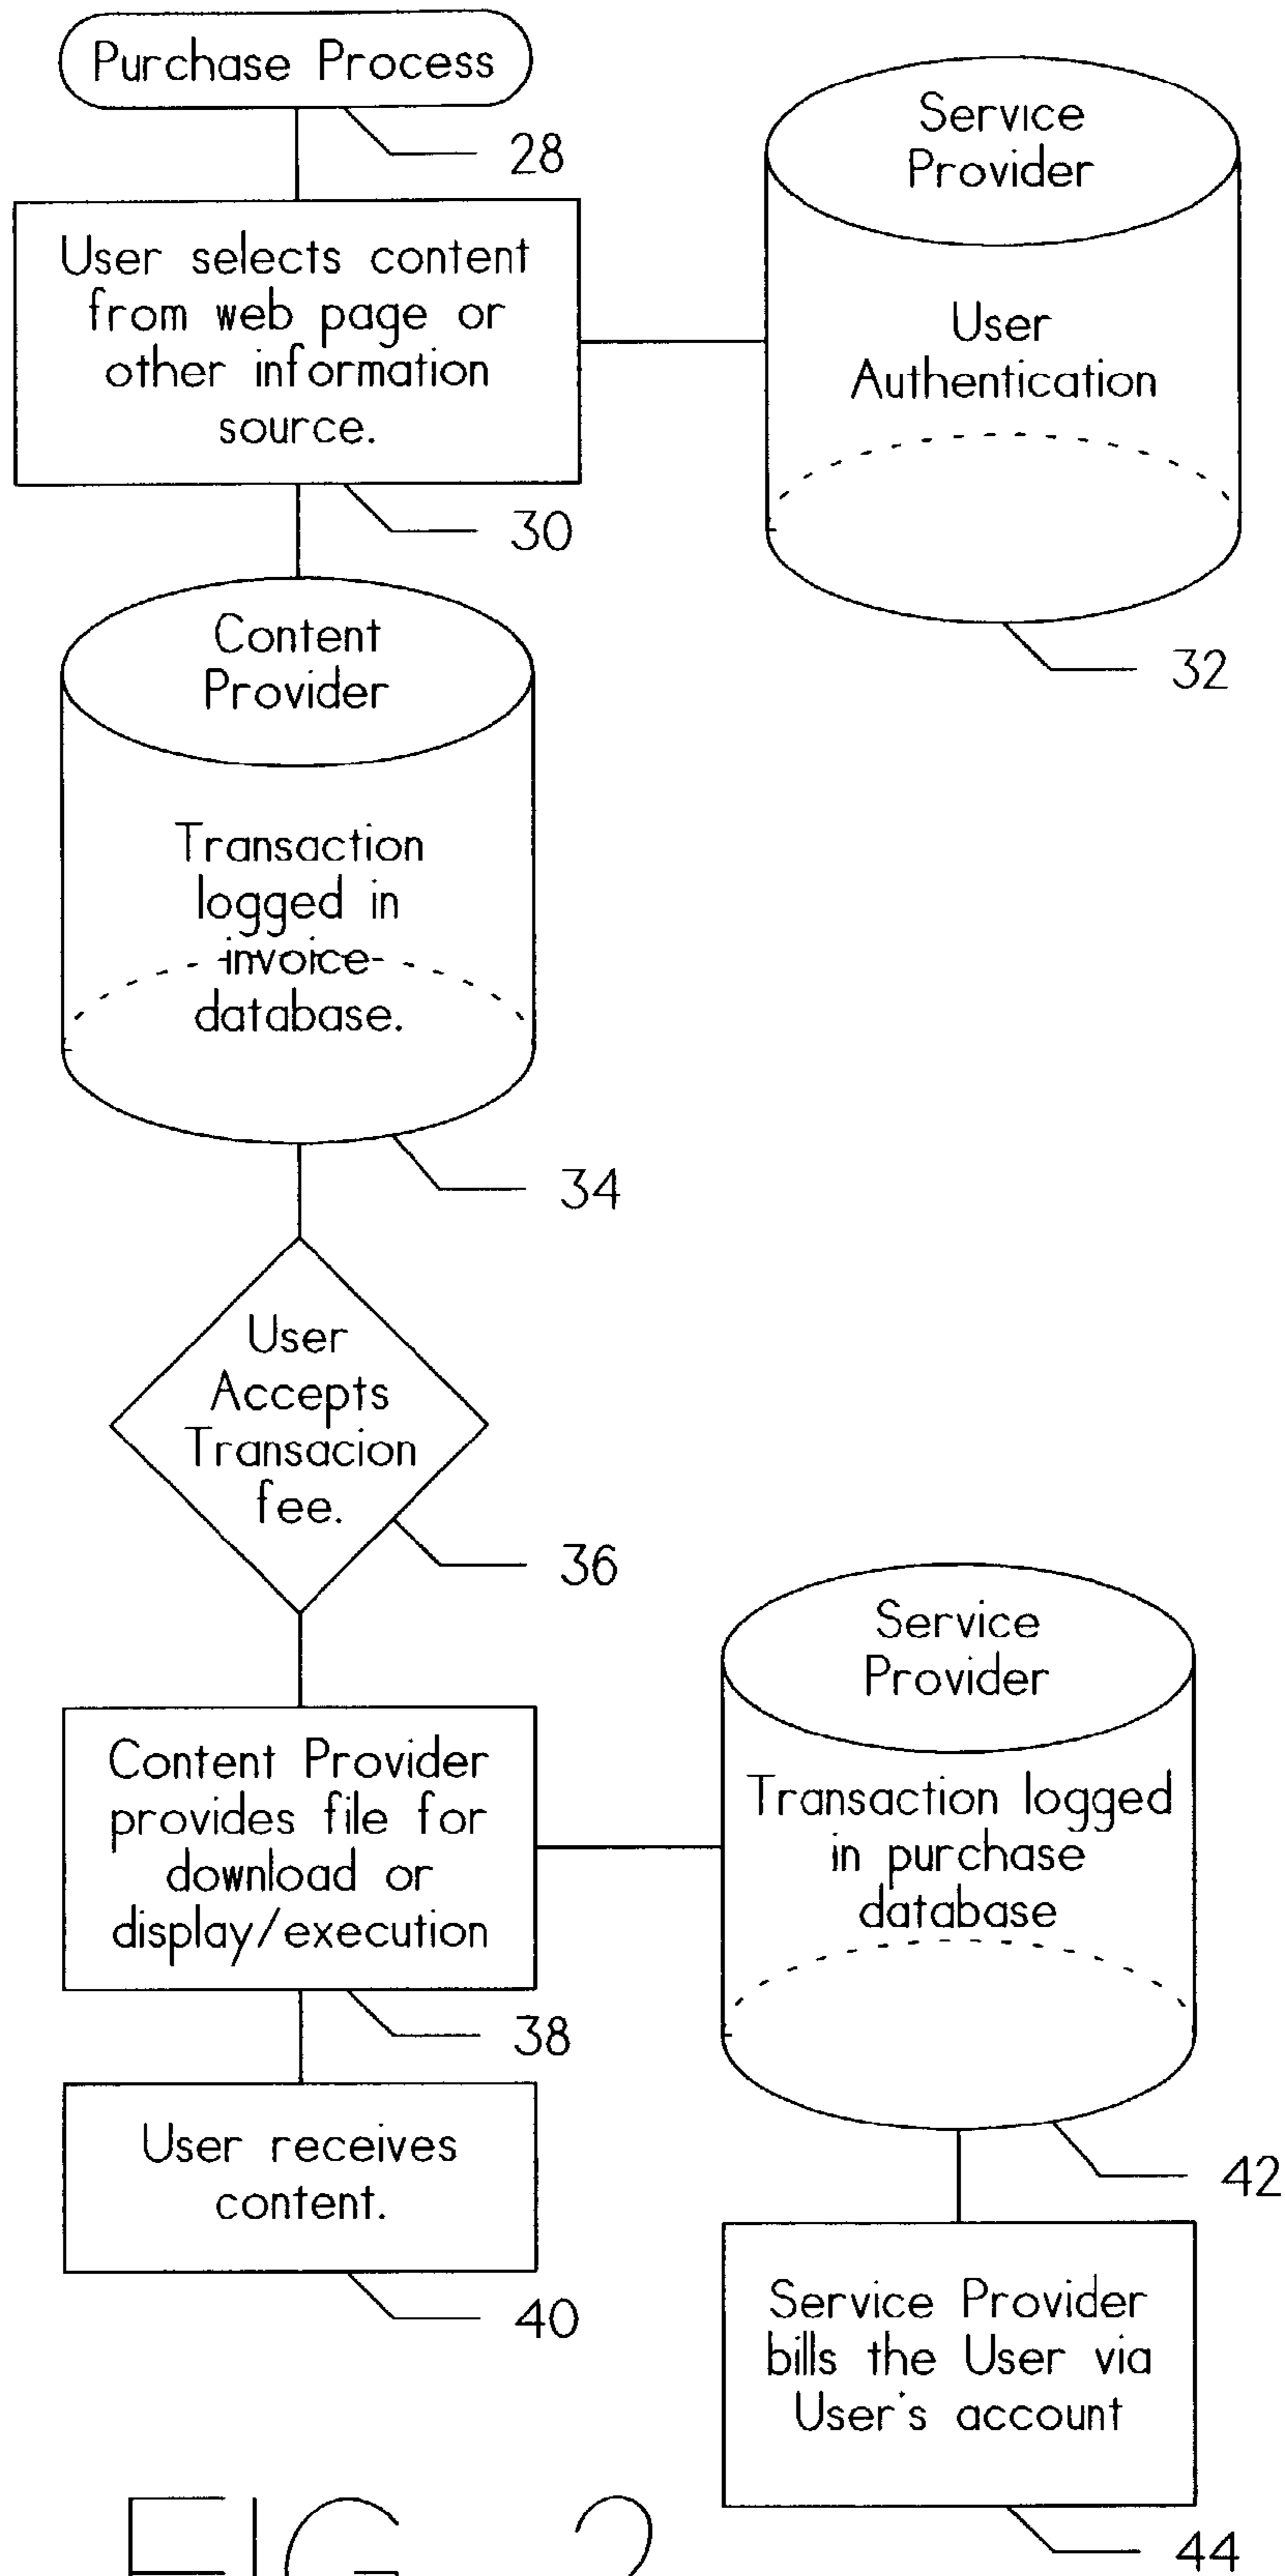 Purchase Process
28
User selects content
from web page or
other information
source.
30
Service
Provider
User
Authentication
32
Content
Provider
Transaction
logged in
invoice
database.
34
User
Accepts
Transacion
fee.
36
Content Provider
provides file for
download or
display/execution
38
Service
Provider
Transaction logged
in purchase
database
42
User receives
content.
40
Service Provider
bills the User via
User's account
44
FIG. 2